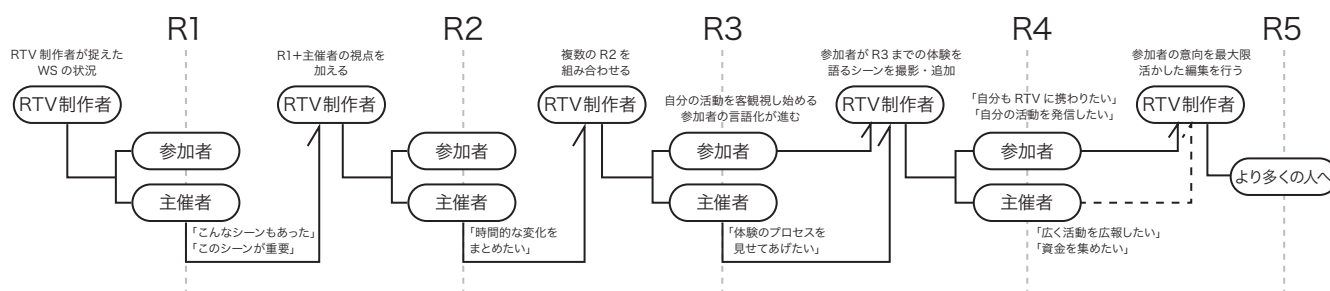 R1
R2
R3
R4
R5
RTV 制作者が捉えた
WS の状況
R1+主催者の視点を
加える
複数の R2 を
組み合わせる
参加者が R3 までの体験を
語るシーンを撮影・追加
参加者の意向を最大限
活かした編集を行う
RTV制作者
RTV制作者
RTV制作者
自分の活動を客観視し始める
参加者の言語化が進む
RTV制作者
「自分も RTV に携わりたい」
「自分の活動を発信したい」
RTV制作者
参加者
参加者
参加者
参加者
より多くの人へ
主催者
主催者
主催者
主催者
「こんなシーンもあった」
「このシーンが重要」
「時間的な変化を
まとめたい」
「体験のプロセスを
見せてあげたい」
「広く活動を広報したい」
「資金を集めたい」